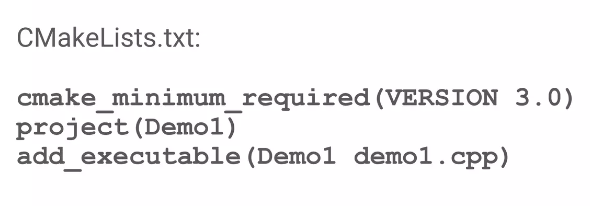 CMakeLists.txt:
cmake_minimum_required(VERSION 3.0)
project(Demo1)
add_executable(Demo1 demo1.cpp)